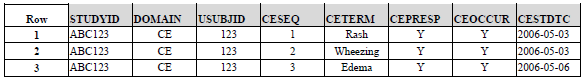 Row STUDYID DOMAIN USUBJID CESEQ CETERM CEPRESP CEOCCUR CESTDTC
1 ABC123 CE 123 1 Rash Y Y 2006-05-03
2 ABC123 CE 123 2 Wheezing Y Y 2006-05-03
3 ABC123 CE 123 3 Edema Y Y 2006-05-06